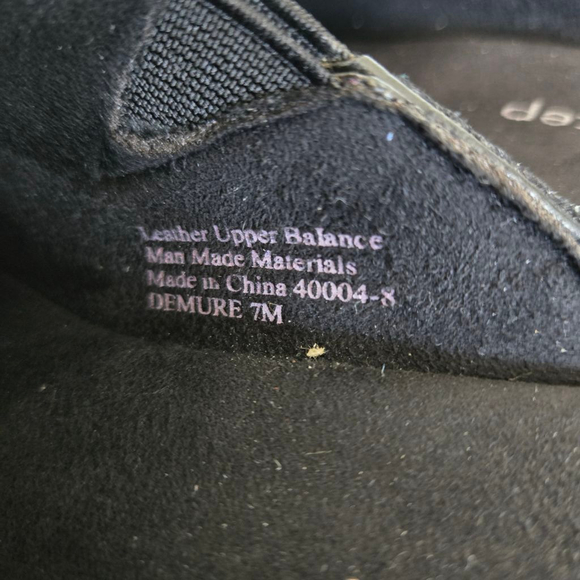 Leather Upper Balance
Man Made Materials
Made in China 40004-8
DEMURE 7M